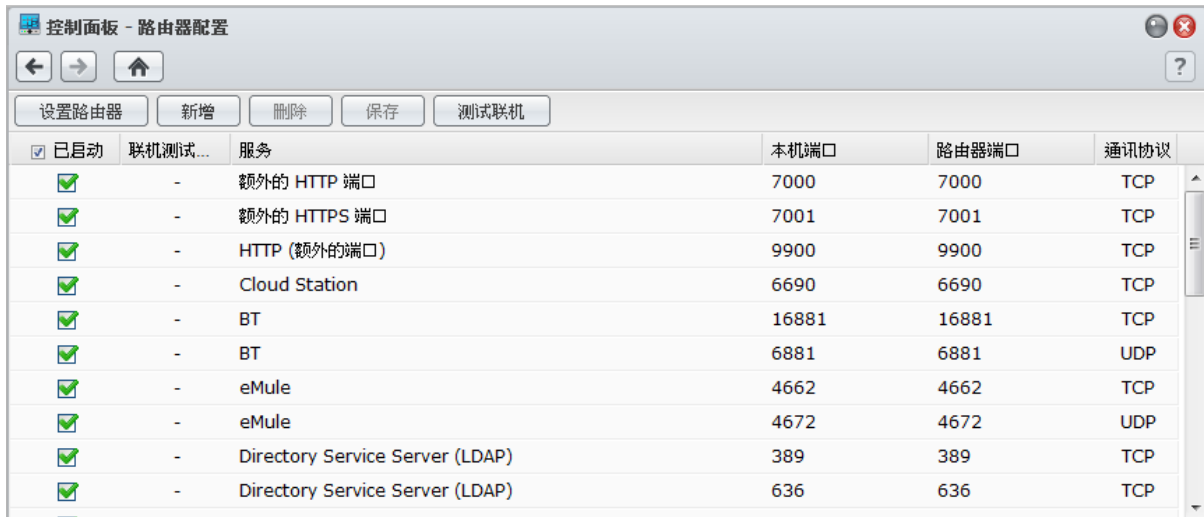 控制面板 - 路由器配置
?
设置路由器 新增 删除 保存 测试联机
已启动 联机测试... 服务 本机端口 路由器端口 通讯协议
- 额外的 HTTP 端口 7000 7000 TCP
- 额外的 HTTPS 端口 7001 7001 TCP
- HTTP (额外的端口) 9900 9900 TCP
- Cloud Station 6690 6690 TCP
- BT 16881 16881 TCP
- BT 6881 6881 UDP
- eMule 4662 4662 TCP
- eMule 4672 4672 UDP
- Directory Service Server (LDAP) 389 389 TCP
- Directory Service Server (LDAP) 636 636 TCP